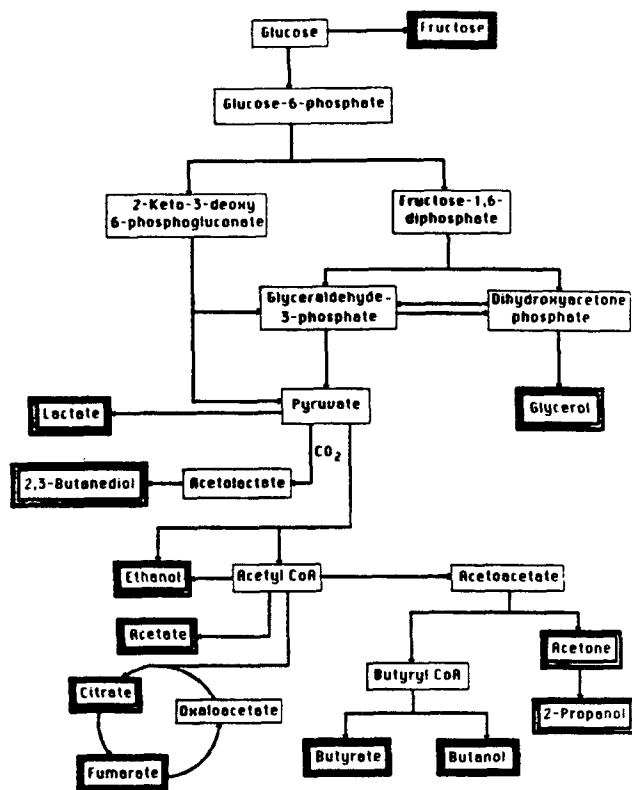 Glucose
Fructose
Glucose-6-phosphate
2-Keto-3-deoxy
6-phosphogluconate
Fructose-1,6-
diphosphate
Glyceraldehyde-
3-phosphate
Dihydroxyacetone
phosphate
Lactate
Pyruvate
Glycerol
CO₂
2,3-Butanediol
Acetolactate
Ethanol
Acetyl CoA
Acetoacetate
Acetate
Acetone
Citrate
Oxaloacetate
Butyryl CoA
2-Propanol
Fumarate
Butyrate
Butanol